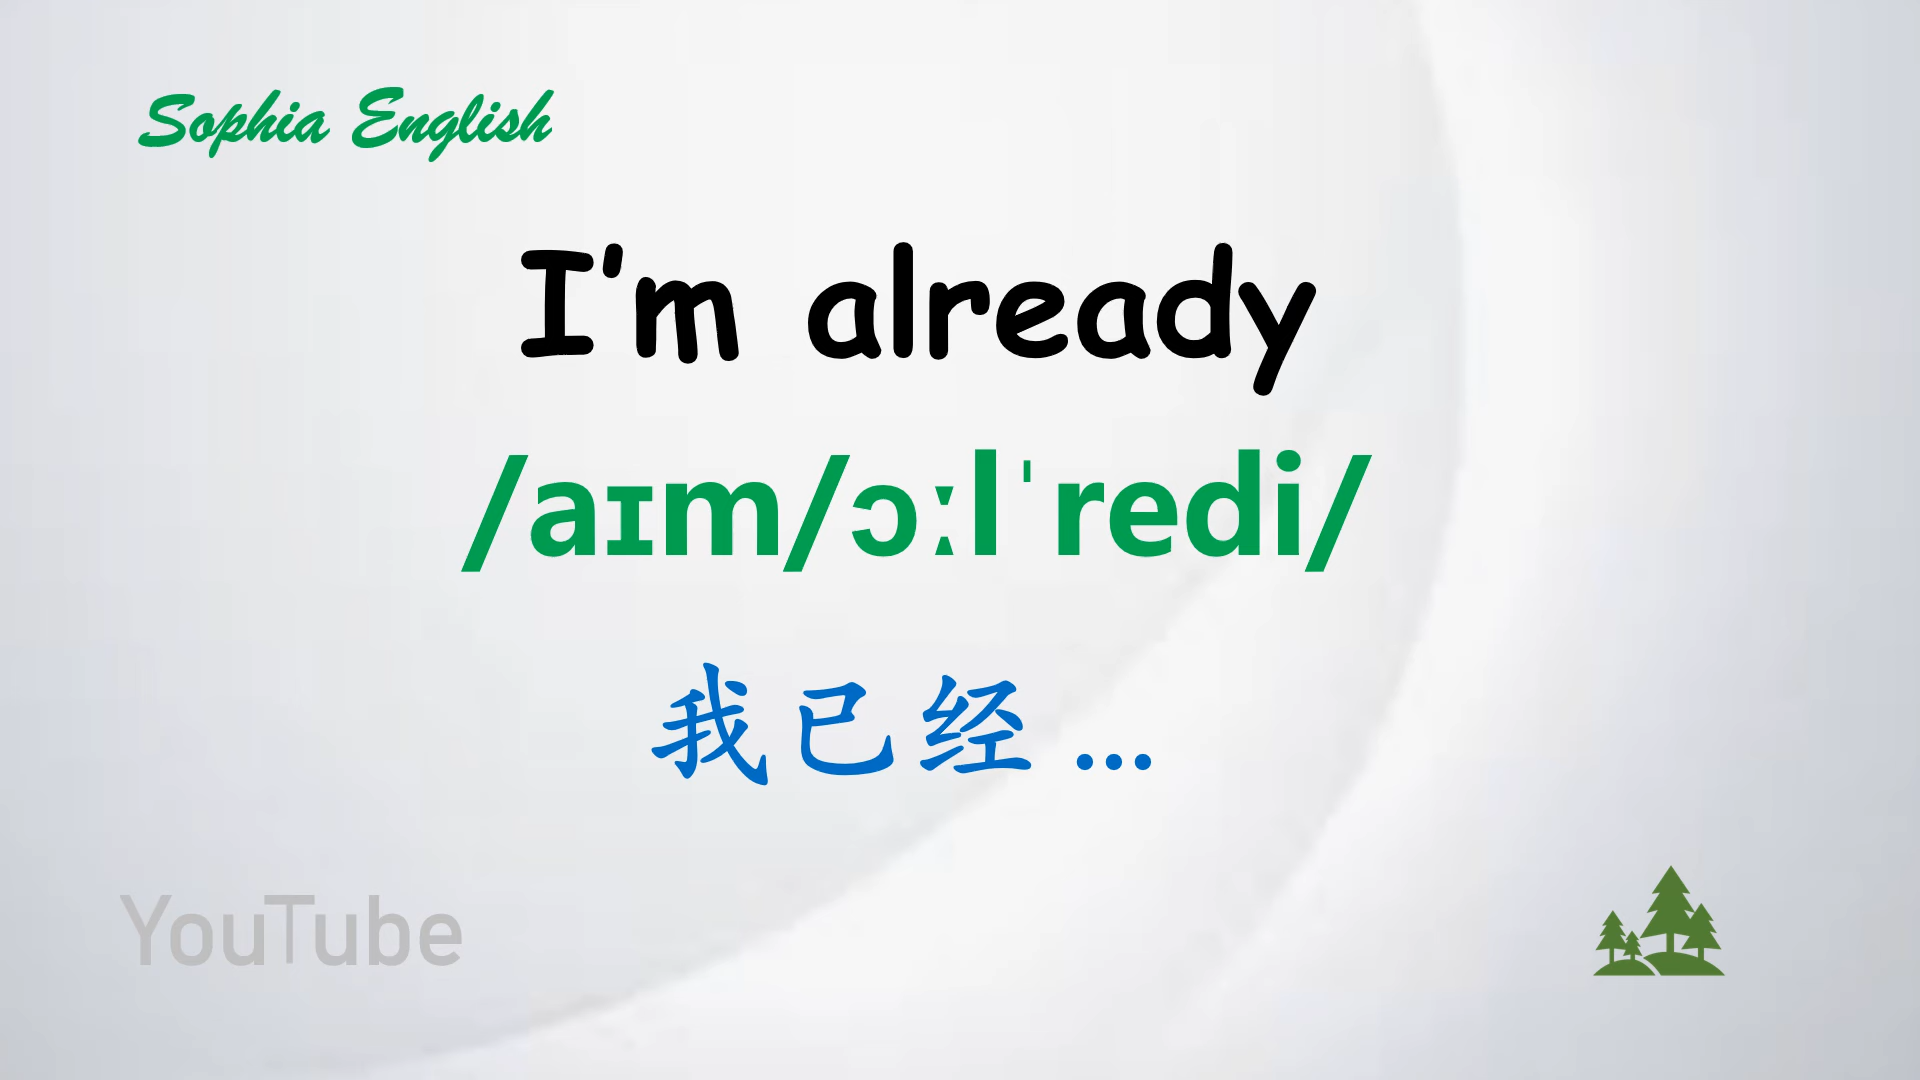 Sophia English
I’m already
/aɪm/ɔːlˈredi/
我已经...
YouTube